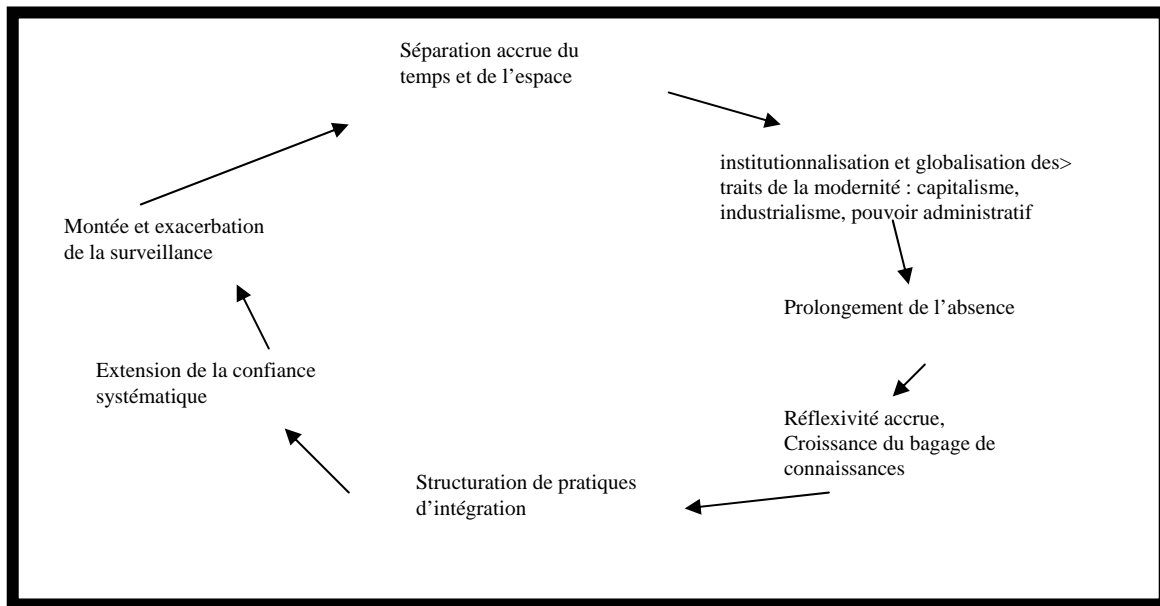 Séparation accrue du
temps et de l’espace
institutionnalisation et globalisation des>
traits de la modernité : capitalisme,
industrialisme, pouvoir administratif
Prolongement de l’absence
Réflexivité accrue,
Croissance du bagage de
connaissances
Structuration de pratiques
d’intégration
Extension de la confiance
systématique
Montée et exacerbation
de la surveillance